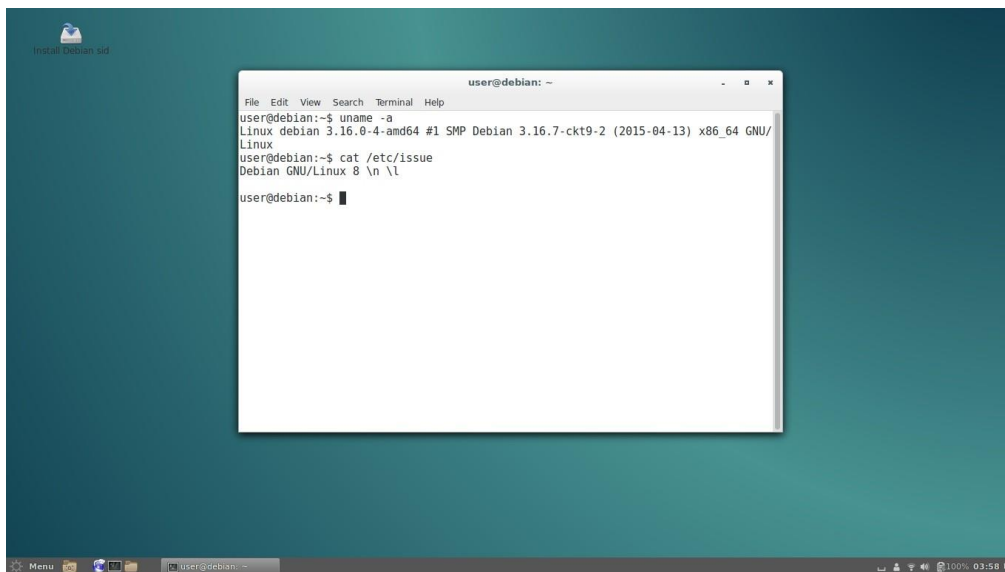 Install Debian sid
user@debian: ~
File Edit View Search Terminal Help
user@debian:~$ uname -a
Linux debian 3.16.0-4-amd64 #1 SMP Debian 3.16.7-ckt9-2 (2015-04-13) x86_64 GNU/
Linux
user@debian:~$ cat /etc/issue
Debian GNU/Linux 8 \n \l
user@debian:~$
Menu user@debian: ~ 100% 03:58